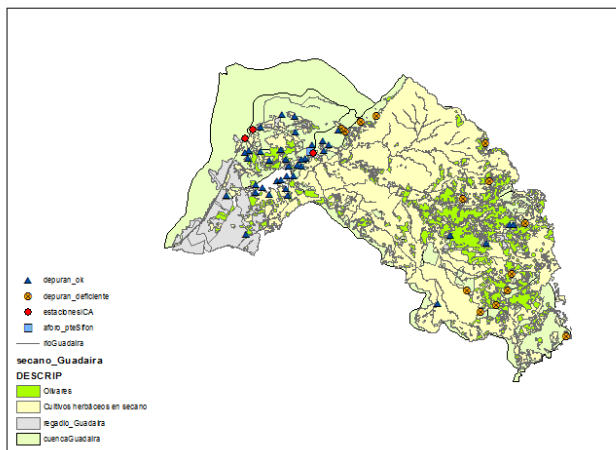 depuran_ok
depuran_deficiente
estacionesICA
aforo_pteSifon
rioGuadaira
secano_Guadaira
DESCRIP
Olivares
Cultivos herbáceos en secano
regadio_Guadaira
cuencaGuadaira